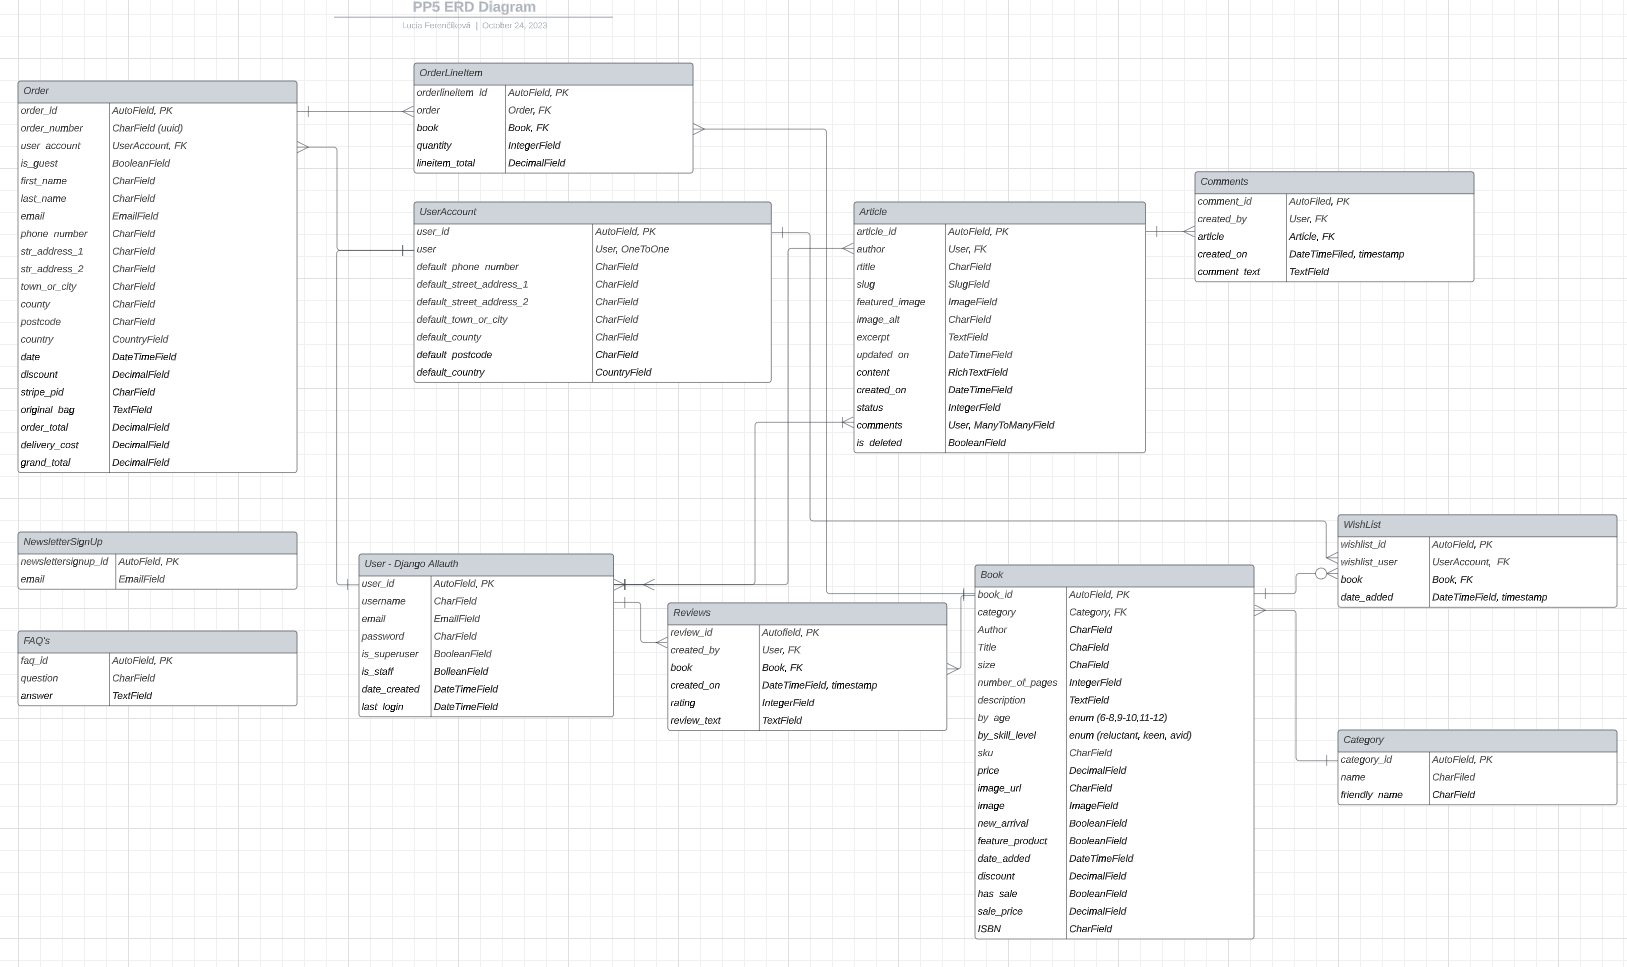 PP5 ERD Diagram
Lucia Ferenčíková | October 24, 2023
Order
order_id AutoField, PK
order_number CharField (uuid)
user_account UserAccount, FK
is_guest BooleanField
first_name CharField
last_name CharField
email EmailField
phone_number CharField
str_address_1 CharField
str_address_2 CharField
town_or_city CharField
county CharField
postcode CharField
country CountryField
date DateTimeField
discount DecimalField
stripe_pid CharField
original_bag TextField
order_total DecimalField
delivery_cost DecimalField
grand_total DecimalField
OrderLineItem
orderlineitem_id AutoField, PK
order Order, FK
book Book, FK
quantity IntegerField
lineitem_total DecimalField
UserAccount
user_id AutoField, PK
user User, OneToOne
default_phone_number CharField
default_street_address_1 CharField
default_street_address_2 CharField
default_town_or_city CharField
default_county CharField
default_postcode CharField
default_country CountryField
Article
article_id AutoField, PK
author User, FK
rtitle CharField
slug SlugField
featured_image ImageField
image_alt CharField
excerpt TextField
updated_on DateTimeField
content RichTextField
created_on DateTimeField
status IntegerField
comments User, ManyToManyField
is_deleted BooleanField
Comments
comment_id AutoFiled, PK
created_by User, FK
article Article, FK
created_on DateTimeFiled, timestamp
comment_text TextField
NewsletterSignUp
newslettersignup_id AutoField, PK
email EmailField
FAQ's
faq_id AutoField, PK
question CharField
answer TextField
User - Django Allauth
user_id AutoField, PK
username CharField
email EmailField
password CharField
is_superuser BooleanField
is_staff BolleanField
date_created DateTimeField
last_login DateTimeField
Reviews
review_id Autofield, PK
created_by User, FK
book Book, FK
created_on DateTimeField, timestamp
rating IntegerField
review_text TextField
Book
book_id AutoField, PK
category Category, FK
Author CharField
Title ChaField
size ChaField
number_of_pages IntegerField
description TextField
by_age enum (6-8,9-10,11-12)
by_skill_level enum (reluctant, keen, avid)
sku CharField
price DecimalField
image_url CharField
image ImageField
new_arrival BooleanField
feature_product BooleanField
date_added DateTimeField
discount DecimalField
has_sale BooleanField
sale_price DecimalField
ISBN CharField
WishList
wishlist_id AutoField, PK
wishlist_user UserAccount, FK
book Book, FK
date_added DateTimeField, timestamp
Category
category_id AutoField, PK
name CharFiled
friendly_name CharField